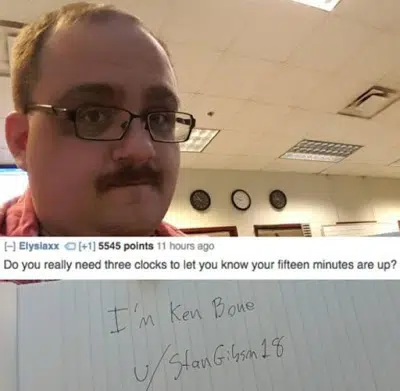 [-] Elysiaxx [+1] 5545 points 11 hours ago
Do you really need three clocks to let you know your fifteen minutes are up?
I'm Ken Bone
u/StanGibson18